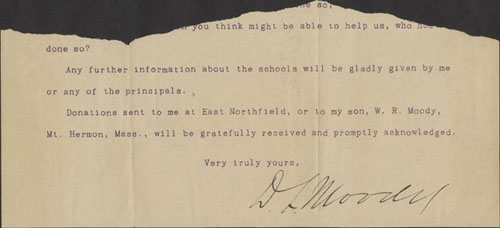 so,
you think might be able to help us, who
done so?
Any further information about the schools will be gladly given by me
or any of the principals.
Donations sent to me at East Northfield, or to my son, W. R. Moody,
Mt. Hermon, Mass., will be gratefully received and promptly acknowledged.
Very truly yours,
D. L. Moody